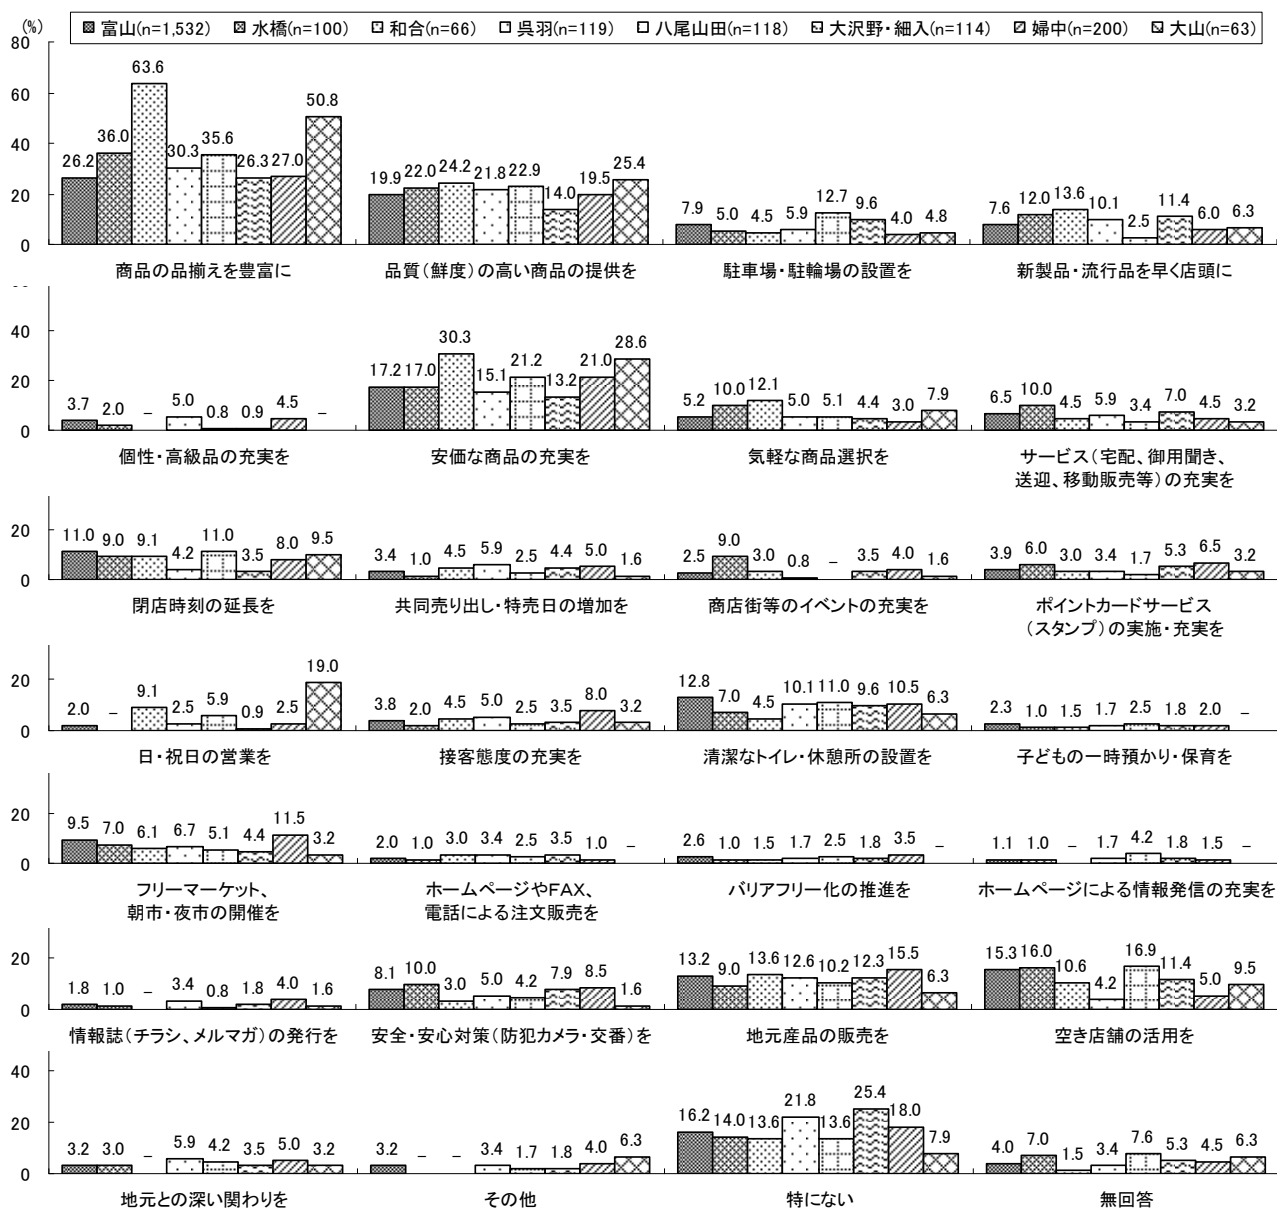 (%) 富山(n=1,532) 水橋(n=100) 和合(n=66) 呉羽(n=119) 八尾山田(n=118) 大沢野・細入(n=114) 婦中(n=200) 大山(n=63)
80
60
40
20
0
26.2 36.0 63.6 30.3 35.6 26.3 27.0 50.8
19.9 22.0 24.2 21.8 22.9 14.0 19.5 25.4
7.9 5.0 4.5 5.9 12.7 9.6 4.0 4.8
7.6 12.0 13.6 10.1 2.5 11.4 6.0 6.3
商品の品揃えを豊富に
品質(鮮度)の高い商品の提供を
駐車場・駐輪場の設置を
新製品・流行品を早く店頭に
40
20
0
3.7 2.0 – 5.0 0.8 0.9 4.5 –
17.2 17.0 30.3 15.1 21.2 13.2 21.0 28.6
5.2 10.0 12.1 5.0 5.1 4.4 3.0 7.9
6.5 10.0 4.5 5.9 3.4 7.0 4.5 3.2
個性・高級品の充実を
安価な商品の充実を
気軽な商品選択を
サービス(宅配、御用聞き、
送迎、移動販売等)の充実を
20
0
11.0 9.0 9.1 4.2 11.0 3.5 8.0 9.5
3.4 1.0 4.5 5.9 2.5 4.4 5.0 1.6
2.5 9.0 3.0 0.8 – 3.5 4.0 1.6
3.9 6.0 3.0 3.4 1.7 5.3 6.5 3.2
閉店時刻の延長を
共同売り出し・特売日の増加を
商店街等のイベントの充実を
ポイントカードサービス
(スタンプ)の実施・充実を
20
0
2.0 – 9.1 2.5 5.9 0.9 2.5 19.0
3.8 2.0 4.5 5.0 2.5 3.5 8.0 3.2
12.8 7.0 4.5 10.1 11.0 9.6 10.5 6.3
2.3 1.0 1.5 1.7 2.5 1.8 2.0 –
日・祝日の営業を
接客態度の充実を
清潔なトイレ・休憩所の設置を
子どもの一時預かり・保育を
20
0
9.5 7.0 6.1 6.7 5.1 4.4 11.5 3.2
2.0 1.0 3.0 3.4 2.5 3.5 1.0 –
2.6 1.0 1.5 1.7 2.5 1.8 3.5 –
1.1 1.0 – 1.7 4.2 1.8 1.5 –
フリーマーケット、
朝市・夜市の開催を
ホームページやFAX、
電話による注文販売を
バリアフリー化の推進を
ホームページによる情報発信の充実を
20
0
1.8 1.0 – 3.4 0.8 1.8 4.0 1.6
8.1 10.0 3.0 5.0 4.2 7.9 8.5 1.6
13.2 9.0 13.6 12.6 10.2 12.3 15.5 6.3
15.3 16.0 10.6 4.2 16.9 11.4 5.0 9.5
情報誌(チラシ、メルマガ)の発行を
安全・安心対策(防犯カメラ・交番)を
地元産品の販売を
空き店舗の活用を
40
20
0
3.2 3.0 – 5.9 4.2 3.5 5.0 3.2
3.2 – – 3.4 1.7 1.8 4.0 6.3
16.2 14.0 13.6 21.8 13.6 25.4 18.0 7.9
4.0 7.0 1.5 3.4 7.6 5.3 4.5 6.3
地元との深い関わりを
その他
特にない
無回答